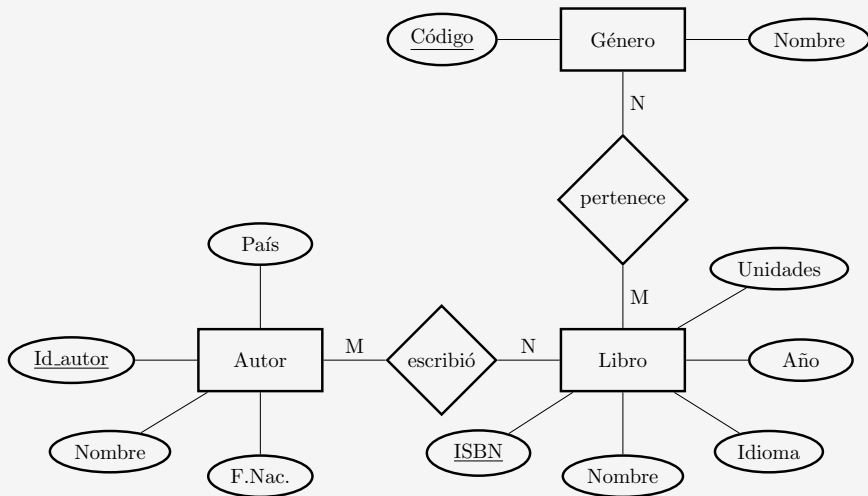 Código
Género
Nombre
N
pertenece
País
Unidades
M
Id_autor
Autor
M
escribió
N
Libro
Año
Nombre
F.Nac.
ISBN
Nombre
Idioma